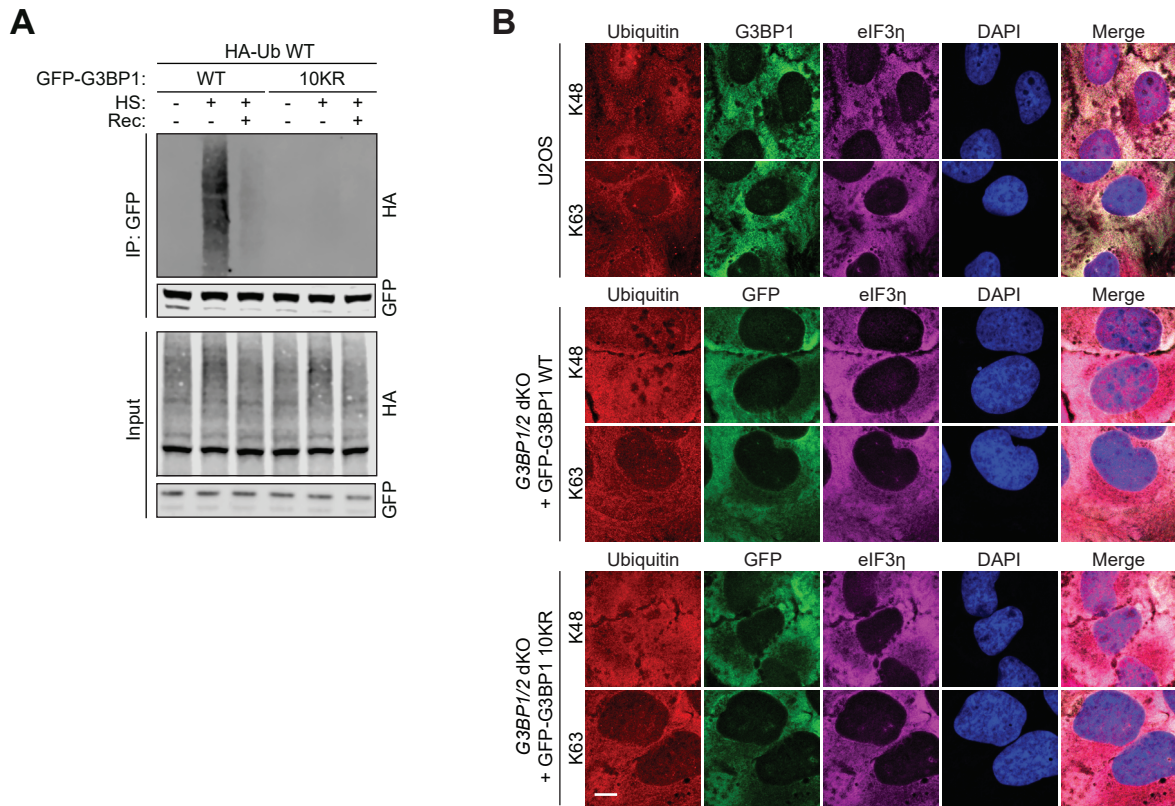 A
HA-Ub WT
GFP-G3BP1: WT 10KR
HS: - + + - + +
Rec: - - + - - +
IP: GFP
HA
GFP
Input
HA
GFP
B
Ubiquitin G3BP1 eIF3η DAPI Merge
U2OS
K48
K63
Ubiquitin GFP eIF3η DAPI Merge
G3BP1/2 dKO
+ GFP-G3BP1 WT
K48
K63
Ubiquitin GFP eIF3η DAPI Merge
G3BP1/2 dKO
+ GFP-G3BP1 10KR
K48
K63